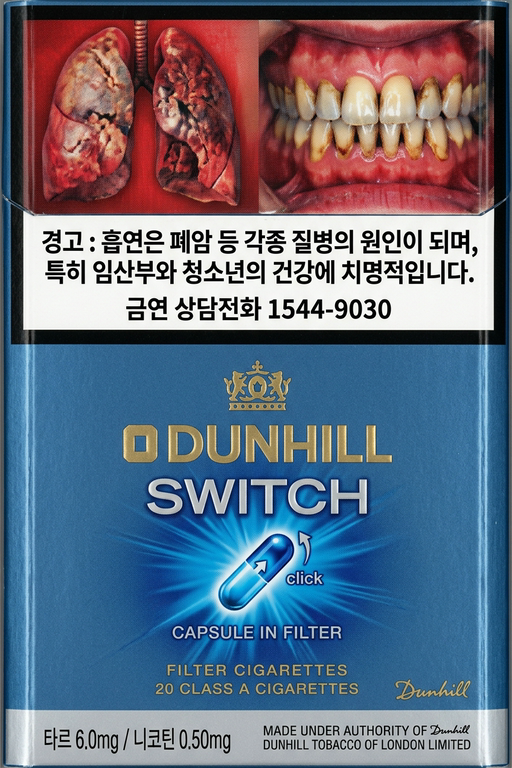 경고 : 흡연은 폐암 등 각종 질병의 원인이 되며,
특히 임산부와 청소년의 건강에 치명적입니다.
금연 상담전화 1544-9030
DUNHILL
SWITCH
click
CAPSULE IN FILTER
FILTER CIGARETTES
20 CLASS A CIGARETTES
Dunhill
타르 6.0mg / 니코틴 0.50mg
MADE UNDER AUTHORITY OF Dunhill
DUNHILL TOBACCO OF LONDON LIMITED